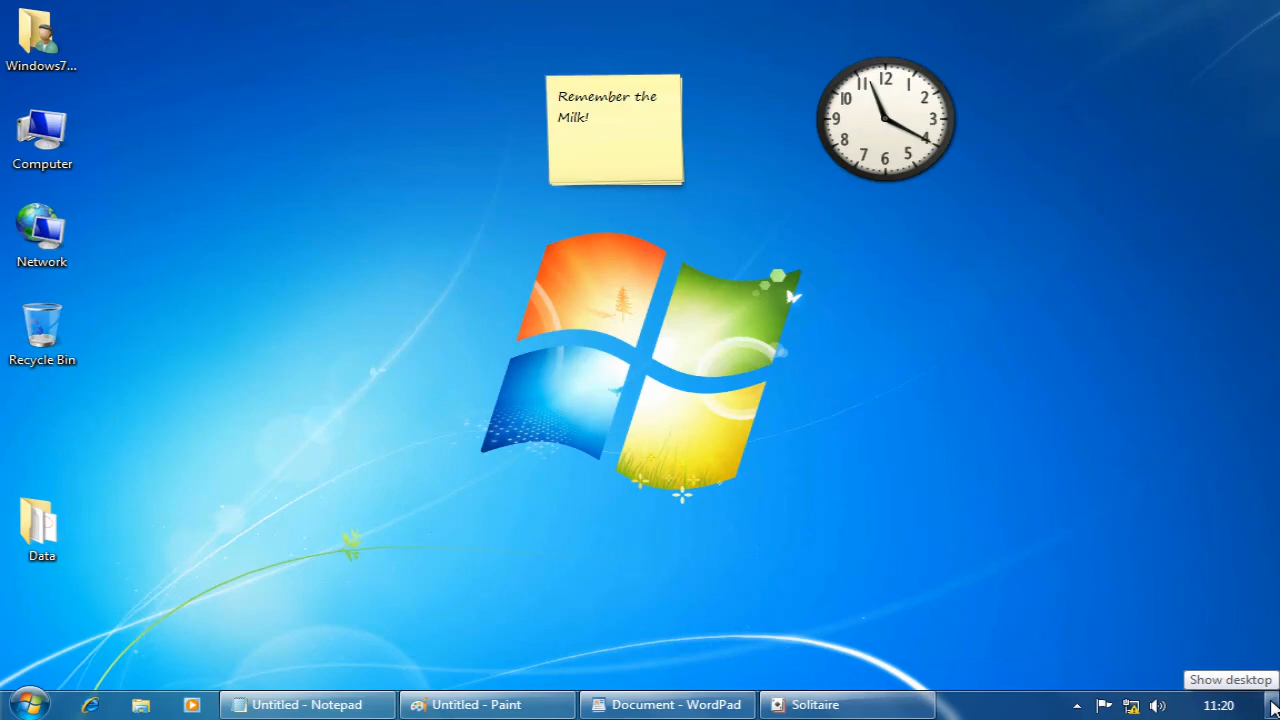 Windows7...
Computer
Network
Recycle Bin
Data
Remember the
Milk!
12
1
2
3
4
5
6
7
8
9
10
11
Show desktop
Untitled - Notepad
Untitled - Paint
Document - WordPad
Solitaire
11:20